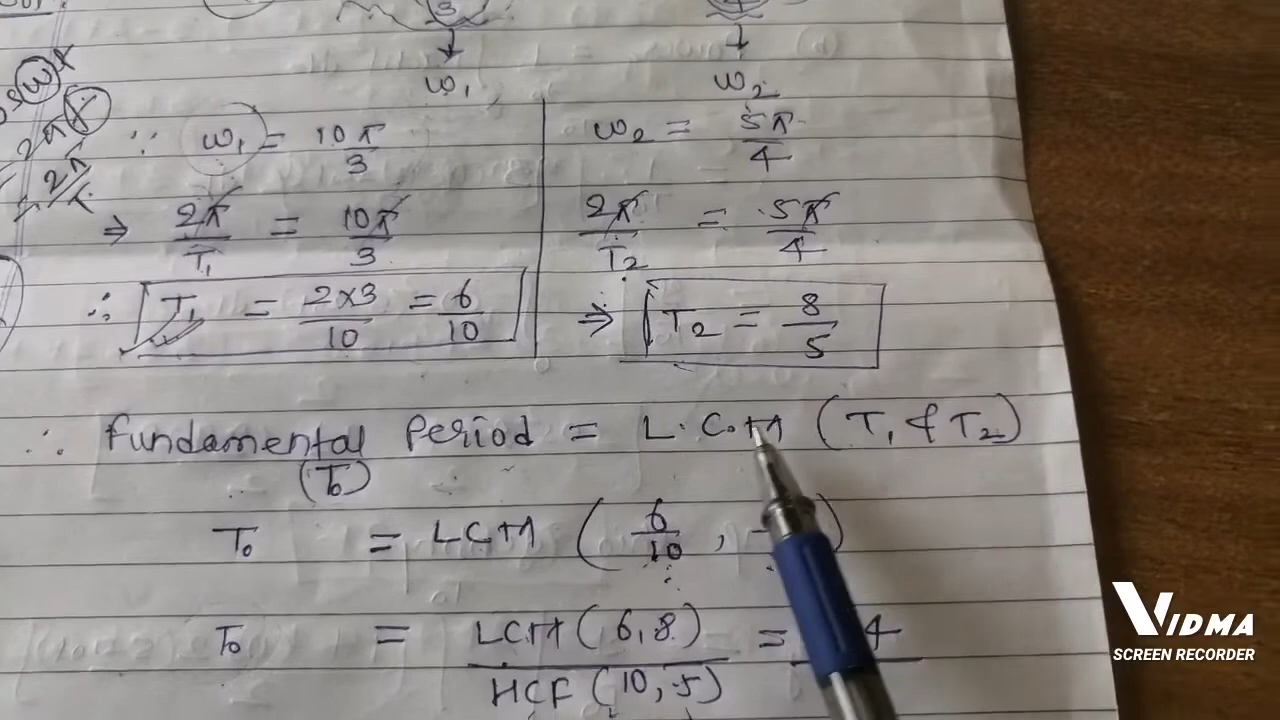 3
↓ ↓
ω₁ ω₂
∵ ω₁ = 10π/3
ω₂ = 5π/4
⇒ 2π/T₁ = 10π/3
2π/T₂ = 5π/4
∴ T₁ = 2×3/10 = 6/10
⇒ T₂ = 8/5
∴ Fundamental Period = L.C.M (T₁ & T₂)
(T₀)
T₀ = LCM ( 6/10 , )
T₀ = LCM( 6,8)/HCF(10,5) = 4
VIDMA
SCREEN RECORDER